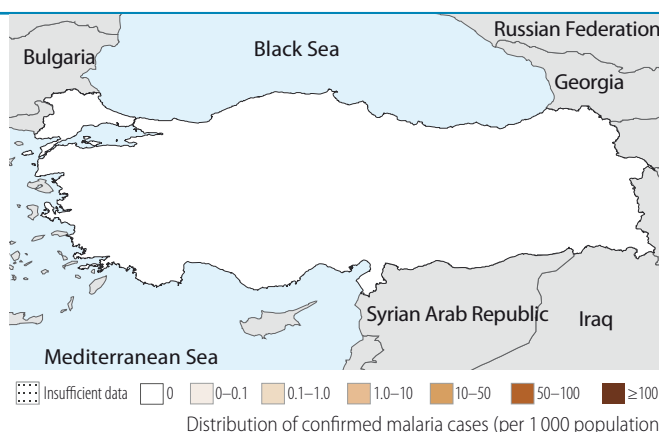 Russian Federation
Black Sea
Bulgaria
Georgia
Syrian Arab Republic
Iraq
Mediterranean Sea
Insufficient data 0 0–0.1 0.1–1.0 1.0–10 10–50 50–100 ≥100
Distribution of confirmed malaria cases (per 1 000 population